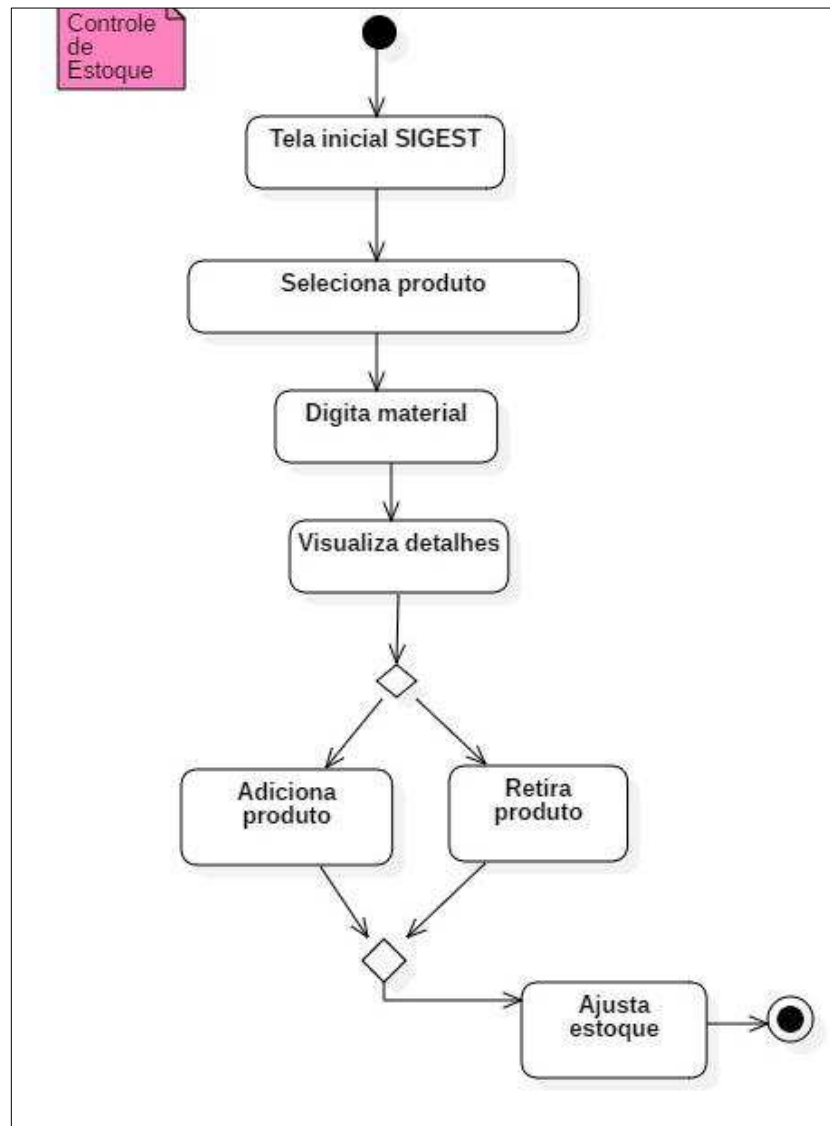 Controle
de
Estoque
Tela inicial SIGEST
Seleciona produto
Digita material
Visualiza detalhes
Adiciona
produto
Retira
produto
Ajusta
estoque